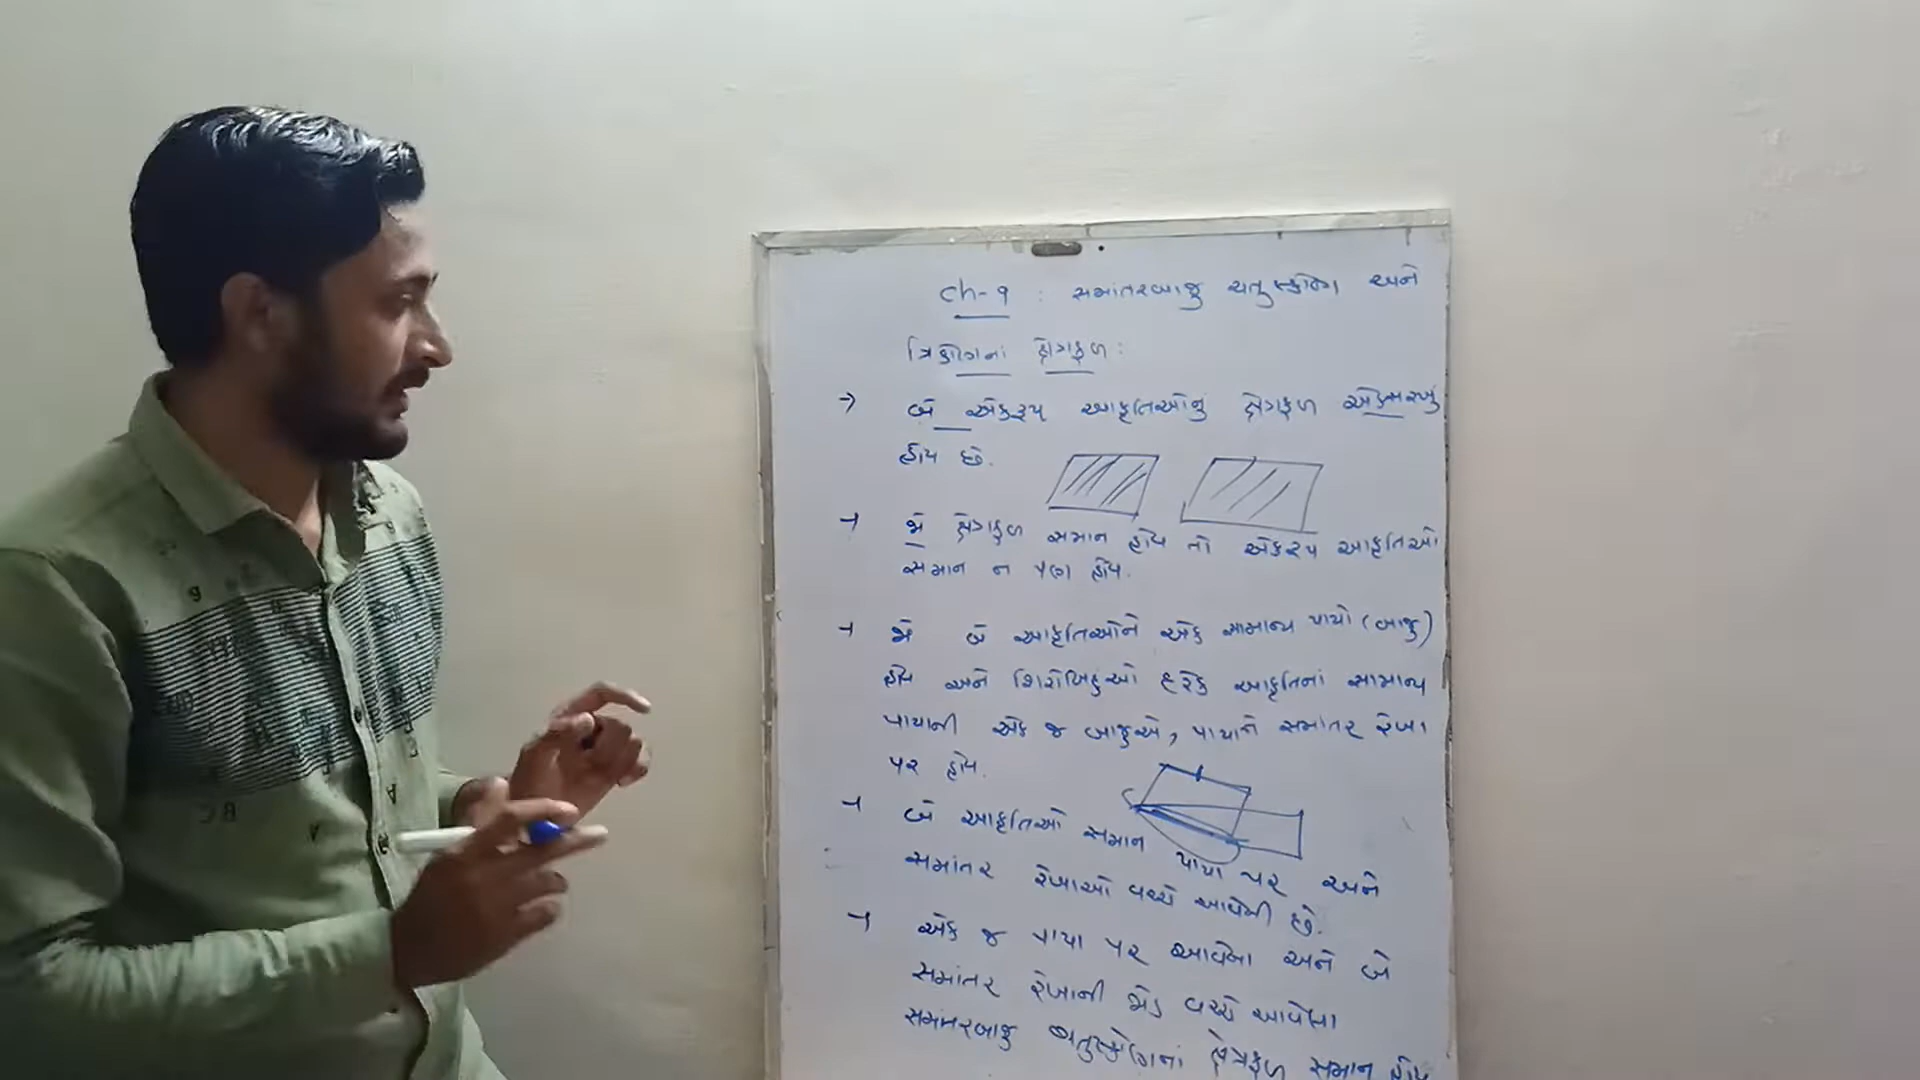 ch-9 : સમાંતરબાજુ ચતુષ્કોણ અને
ત્રિકોણનાં ક્ષેત્રફળ :
→ બે એકરૂપ આકૃતિઓનું ક્ષેત્રફળ એકસરખું
હોય છે.
→ જો ક્ષેત્રફળ સમાન હોય તો એકરૂપ આકૃતિઓ
સમાન ન પણ હોય.
→ જો બે આકૃતિઓને એક સામાન્ય પાયો (બાજુ)
હોય અને શિરોબિંદુઓ દરેક આકૃતિનાં સામાન્ય
પાયાની એક જ બાજુએ, પાયાને સમાંતર રેખા
પર હોય.
→ બે આકૃતિઓ સમાન પાયા પર અને
સમાંતર રેખાઓ વચ્ચે આવેલી છે.
→ એક જ પાયા પર આવેલા અને બે
સમાંતર રેખાની જોડ વચ્ચે આવેલા
સમાંતરબાજુ ચતુષ્કોણનાં ક્ષેત્રફળ સમાન હોય